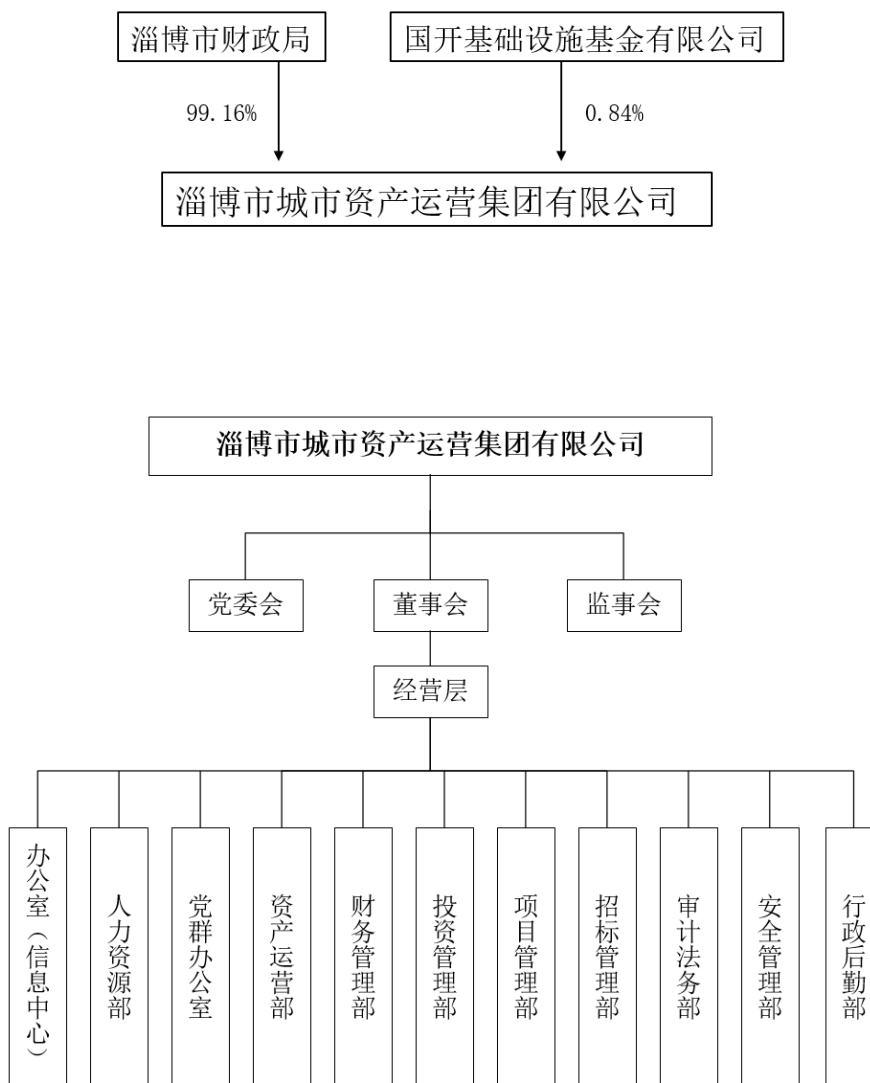 淄博市财政局
国开基础设施基金有限公司
99.16%
0.84%
淄博市城市资产运营集团有限公司
淄博市城市资产运营集团有限公司
党委会
董事会
监事会
经营层
办公室（信息中心）
人力资源部
党群办公室
资产运营部
财务管理部
投资管理部
项目管理部
招标管理部
审计法务部
安全管理部
行政后勤部